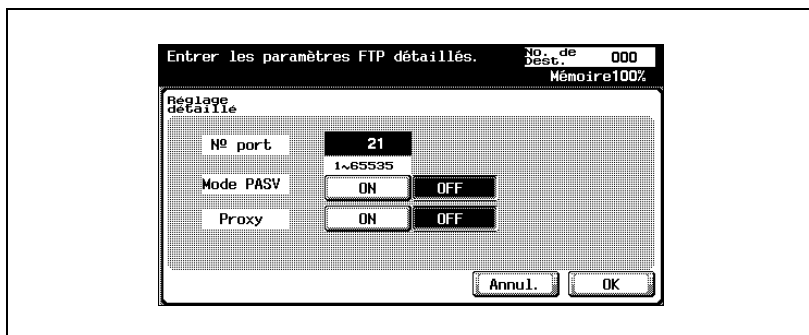 Entrer les paramètres FTP détaillés.
No. de Dest. 000
Mémoire100%
Réglage
détaillé
Nº port 21
1~65535
Mode PASV ON OFF
Proxy ON OFF
Annul. OK